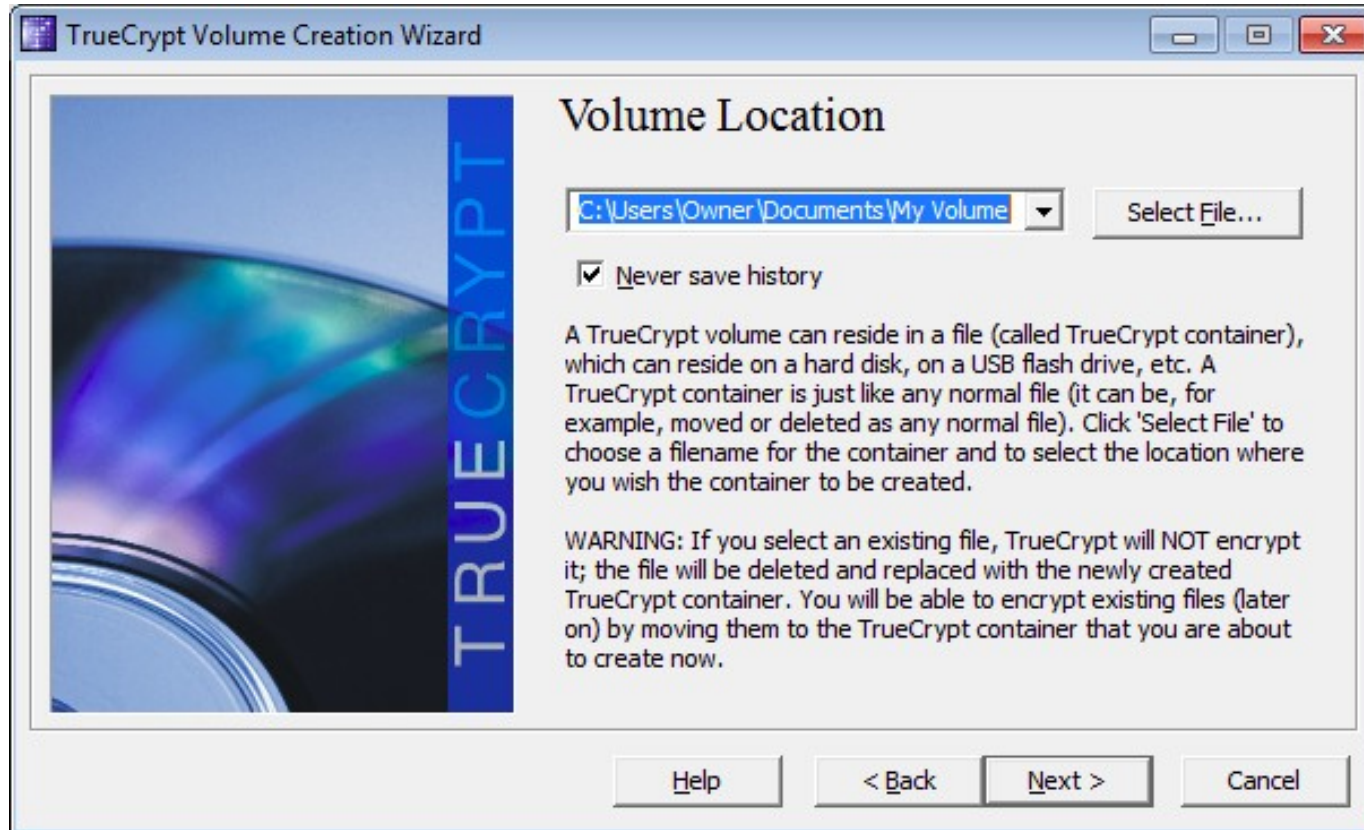 TrueCrypt Volume Creation Wizard
TRUECRYPT
Volume Location
C:\Users\Owner\Documents\My Volume
Select File...
Never save history
A TrueCrypt volume can reside in a file (called TrueCrypt container),
which can reside on a hard disk, on a USB flash drive, etc. A
TrueCrypt container is just like any normal file (it can be, for
example, moved or deleted as any normal file). Click 'Select File' to
choose a filename for the container and to select the location where
you wish the container to be created.
WARNING: If you select an existing file, TrueCrypt will NOT encrypt
it; the file will be deleted and replaced with the newly created
TrueCrypt container. You will be able to encrypt existing files (later
on) by moving them to the TrueCrypt container that you are about
to create now.
Help
< Back
Next >
Cancel